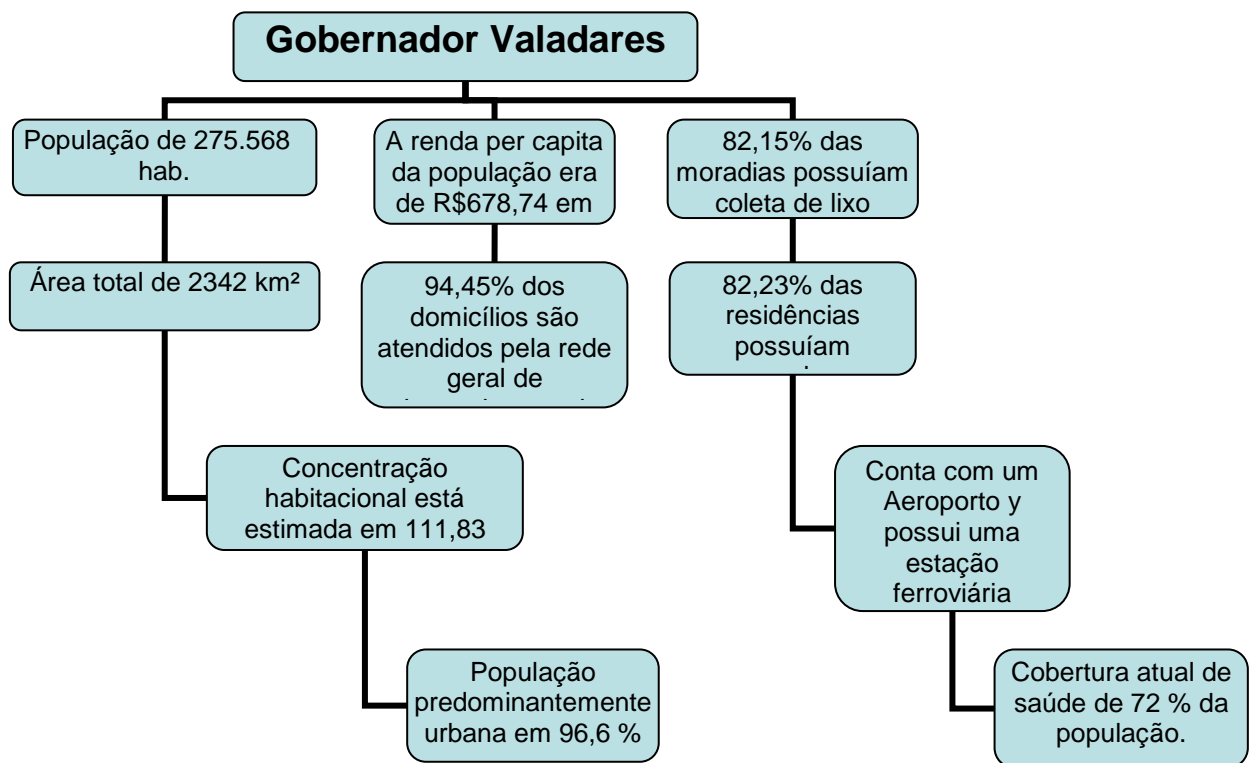 Gobernador Valadares
População de 275.568
hab.
A renda per capita
da população era
de R$678,74 em
82,15% das
moradias possuíam
coleta de lixo
Área total de 2342 km²
94,45% dos
domicílios são
atendidos pela rede
geral de
82,23% das
residências
possuíam
Concentração
habitacional está
estimada em 111,83
Conta com um
Aeroporto y
possui uma
estação
ferroviária
População
predominantemente
urbana em 96,6 %
Cobertura atual de
saúde de 72 % da
população.